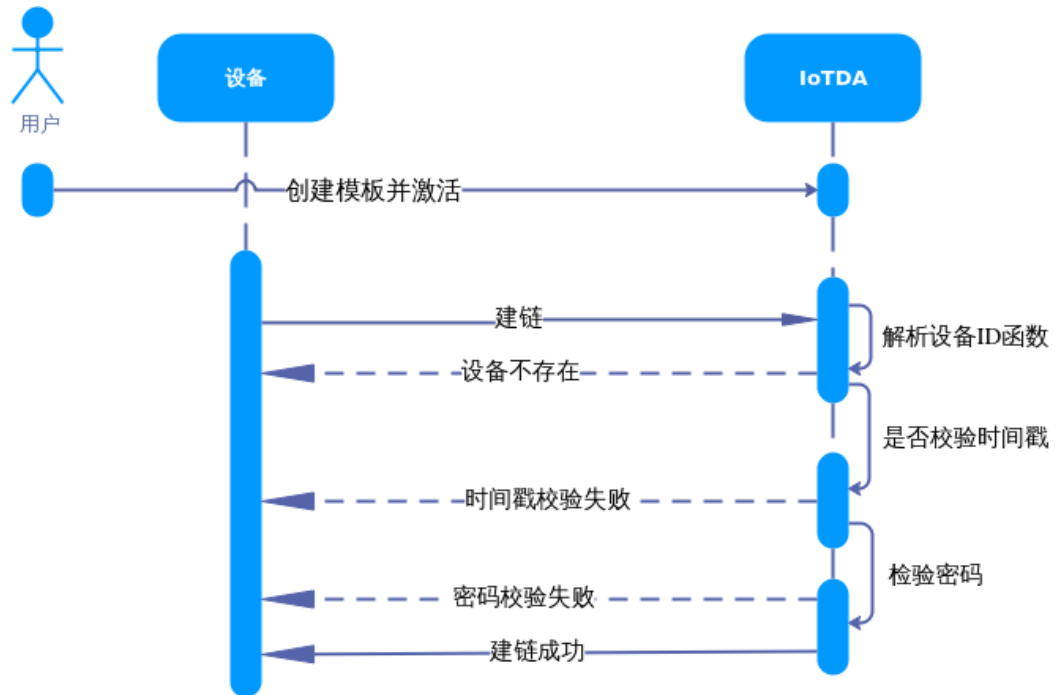 设备
IoTDA
用户
创建模板并激活
建链
解析设备ID函数
设备不存在
是否校验时间戳
时间戳校验失败
检验密码
密码校验失败
建链成功